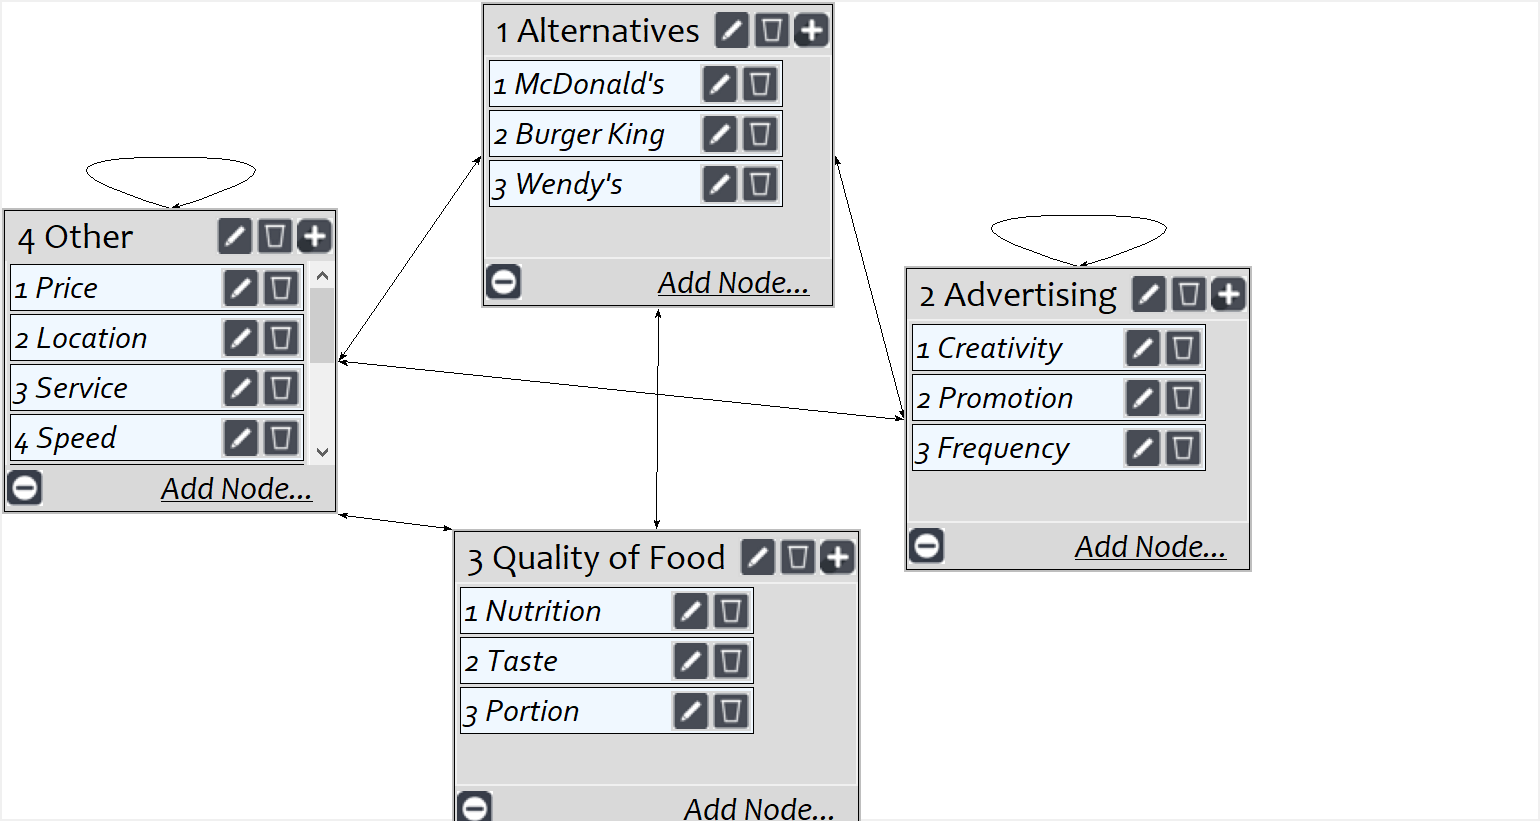 1 Alternatives
1 McDonald's
2 Burger King
3 Wendy's
Add Node...
4 Other
1 Price
2 Location
3 Service
4 Speed
Add Node...
2 Advertising
1 Creativity
2 Promotion
3 Frequency
Add Node...
3 Quality of Food
1 Nutrition
2 Taste
3 Portion
Add Node...